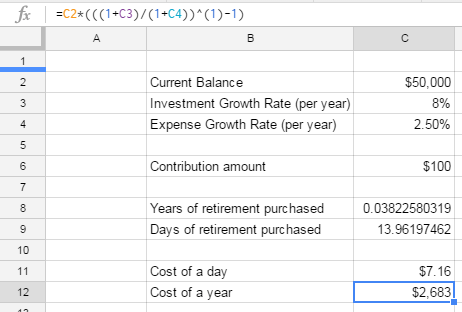 fx =C2*(((1+C3)/(1+C4))^(1)-1)
A B C
1
2 Current Balance $50,000
3 Investment Growth Rate (per year) 8%
4 Expense Growth Rate (per year) 2.50%
5
6 Contribution amount $100
7
8 Years of retirement purchased 0.03822580319
9 Days of retirement purchased 13.96197462
10
11 Cost of a day $7.16
12 Cost of a year $2,683